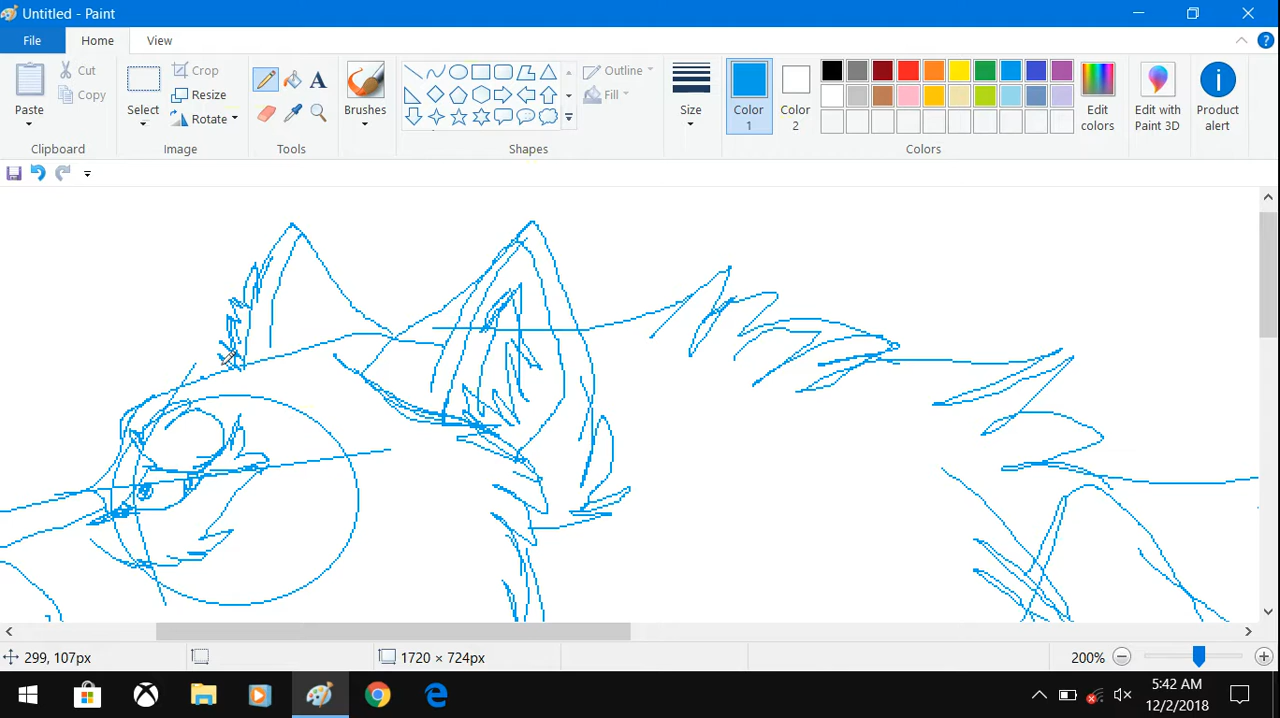 Untitled - Paint
File Home View
Paste Cut Copy Clipboard
Select Crop Resize Rotate Image
A Tools
Brushes
Outline Fill Shapes
Size
Color 1
Color 2
Edit colors
Colors
Edit with Paint 3D
Product alert
299, 107px
1720 × 724px
200%
5:42 AM
12/2/2018